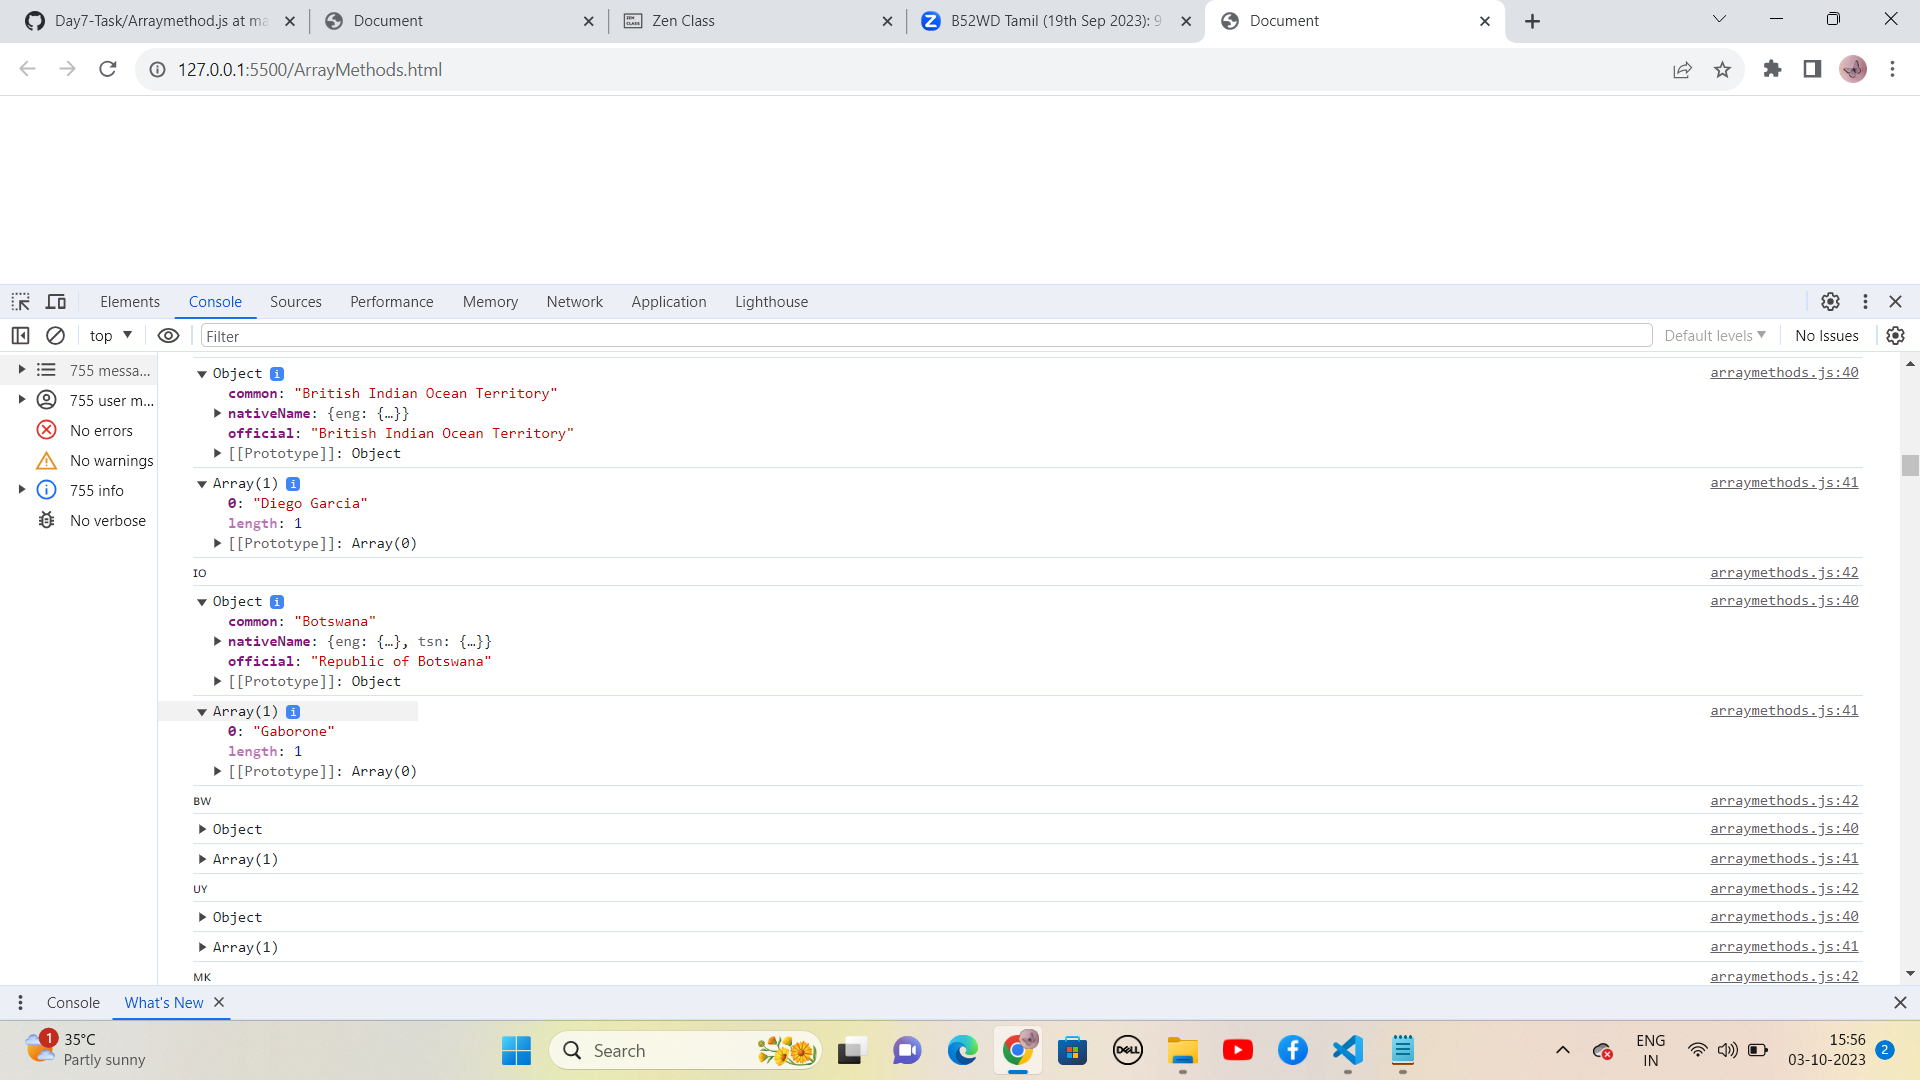 Day7-Task/Arraymethod.js at ma
Document
Zen Class
B52WD Tamil (19th Sep 2023): 9
Document
127.0.0.1:5500/ArrayMethods.html
Elements
Console
Sources
Performance
Memory
Network
Application
Lighthouse
top
Filter
Default levels
No Issues
755 messa...
755 user m...
No errors
No warnings
755 info
No verbose
Object arraymethods.js:40
common: "British Indian Ocean Territory"
nativeName: {eng: {…}}
official: "British Indian Ocean Territory"
[[Prototype]]: Object
Array(1) arraymethods.js:41
0: "Diego Garcia"
length: 1
[[Prototype]]: Array(0)
🇮🇴 arraymethods.js:42
Object arraymethods.js:40
common: "Botswana"
nativeName: {eng: {…}, tsn: {…}}
official: "Republic of Botswana"
[[Prototype]]: Object
Array(1) arraymethods.js:41
0: "Gaborone"
length: 1
[[Prototype]]: Array(0)
🇧🇼 arraymethods.js:42
Object arraymethods.js:40
Array(1) arraymethods.js:41
🇺🇾 arraymethods.js:42
Object arraymethods.js:40
Array(1) arraymethods.js:41
🇲🇰 arraymethods.js:42
Console
What's New
1
35°C
Partly sunny
Search
DELL
ENG
IN
15:56
03-10-2023
2